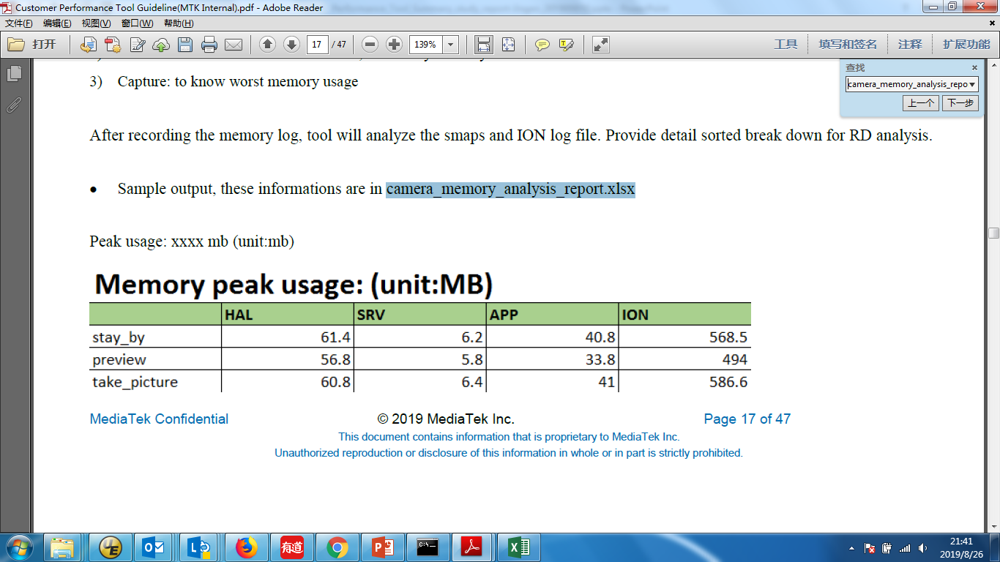 Customer Performance Tool Guideline(MTK Internal).pdf - Adobe Reader
文件(F) 编辑(E) 视图(V) 窗口(W) 帮助(H)
打开 17 / 47 139% 工具 填写和签名 注释 扩展功能
查找
camera_memory_analysis_repo
上一个 下一步
3) Capture: to know worst memory usage
After recording the memory log, tool will analyze the smaps and ION log file. Provide detail sorted break down for RD analysis.
• Sample output, these informations are in camera_memory_analysis_report.xlsx
Peak usage: xxxx mb (unit:mb)
Memory peak usage: (unit:MB)
HAL SRV APP ION
stay_by 61.4 6.2 40.8 568.5
preview 56.8 5.8 33.8 494
take_picture 60.8 6.4 41 586.6
MediaTek Confidential © 2019 MediaTek Inc. Page 17 of 47
This document contains information that is proprietary to MediaTek Inc.
Unauthorized reproduction or disclosure of this information in whole or in part is strictly prohibited.
有道
21:41
2019/8/26